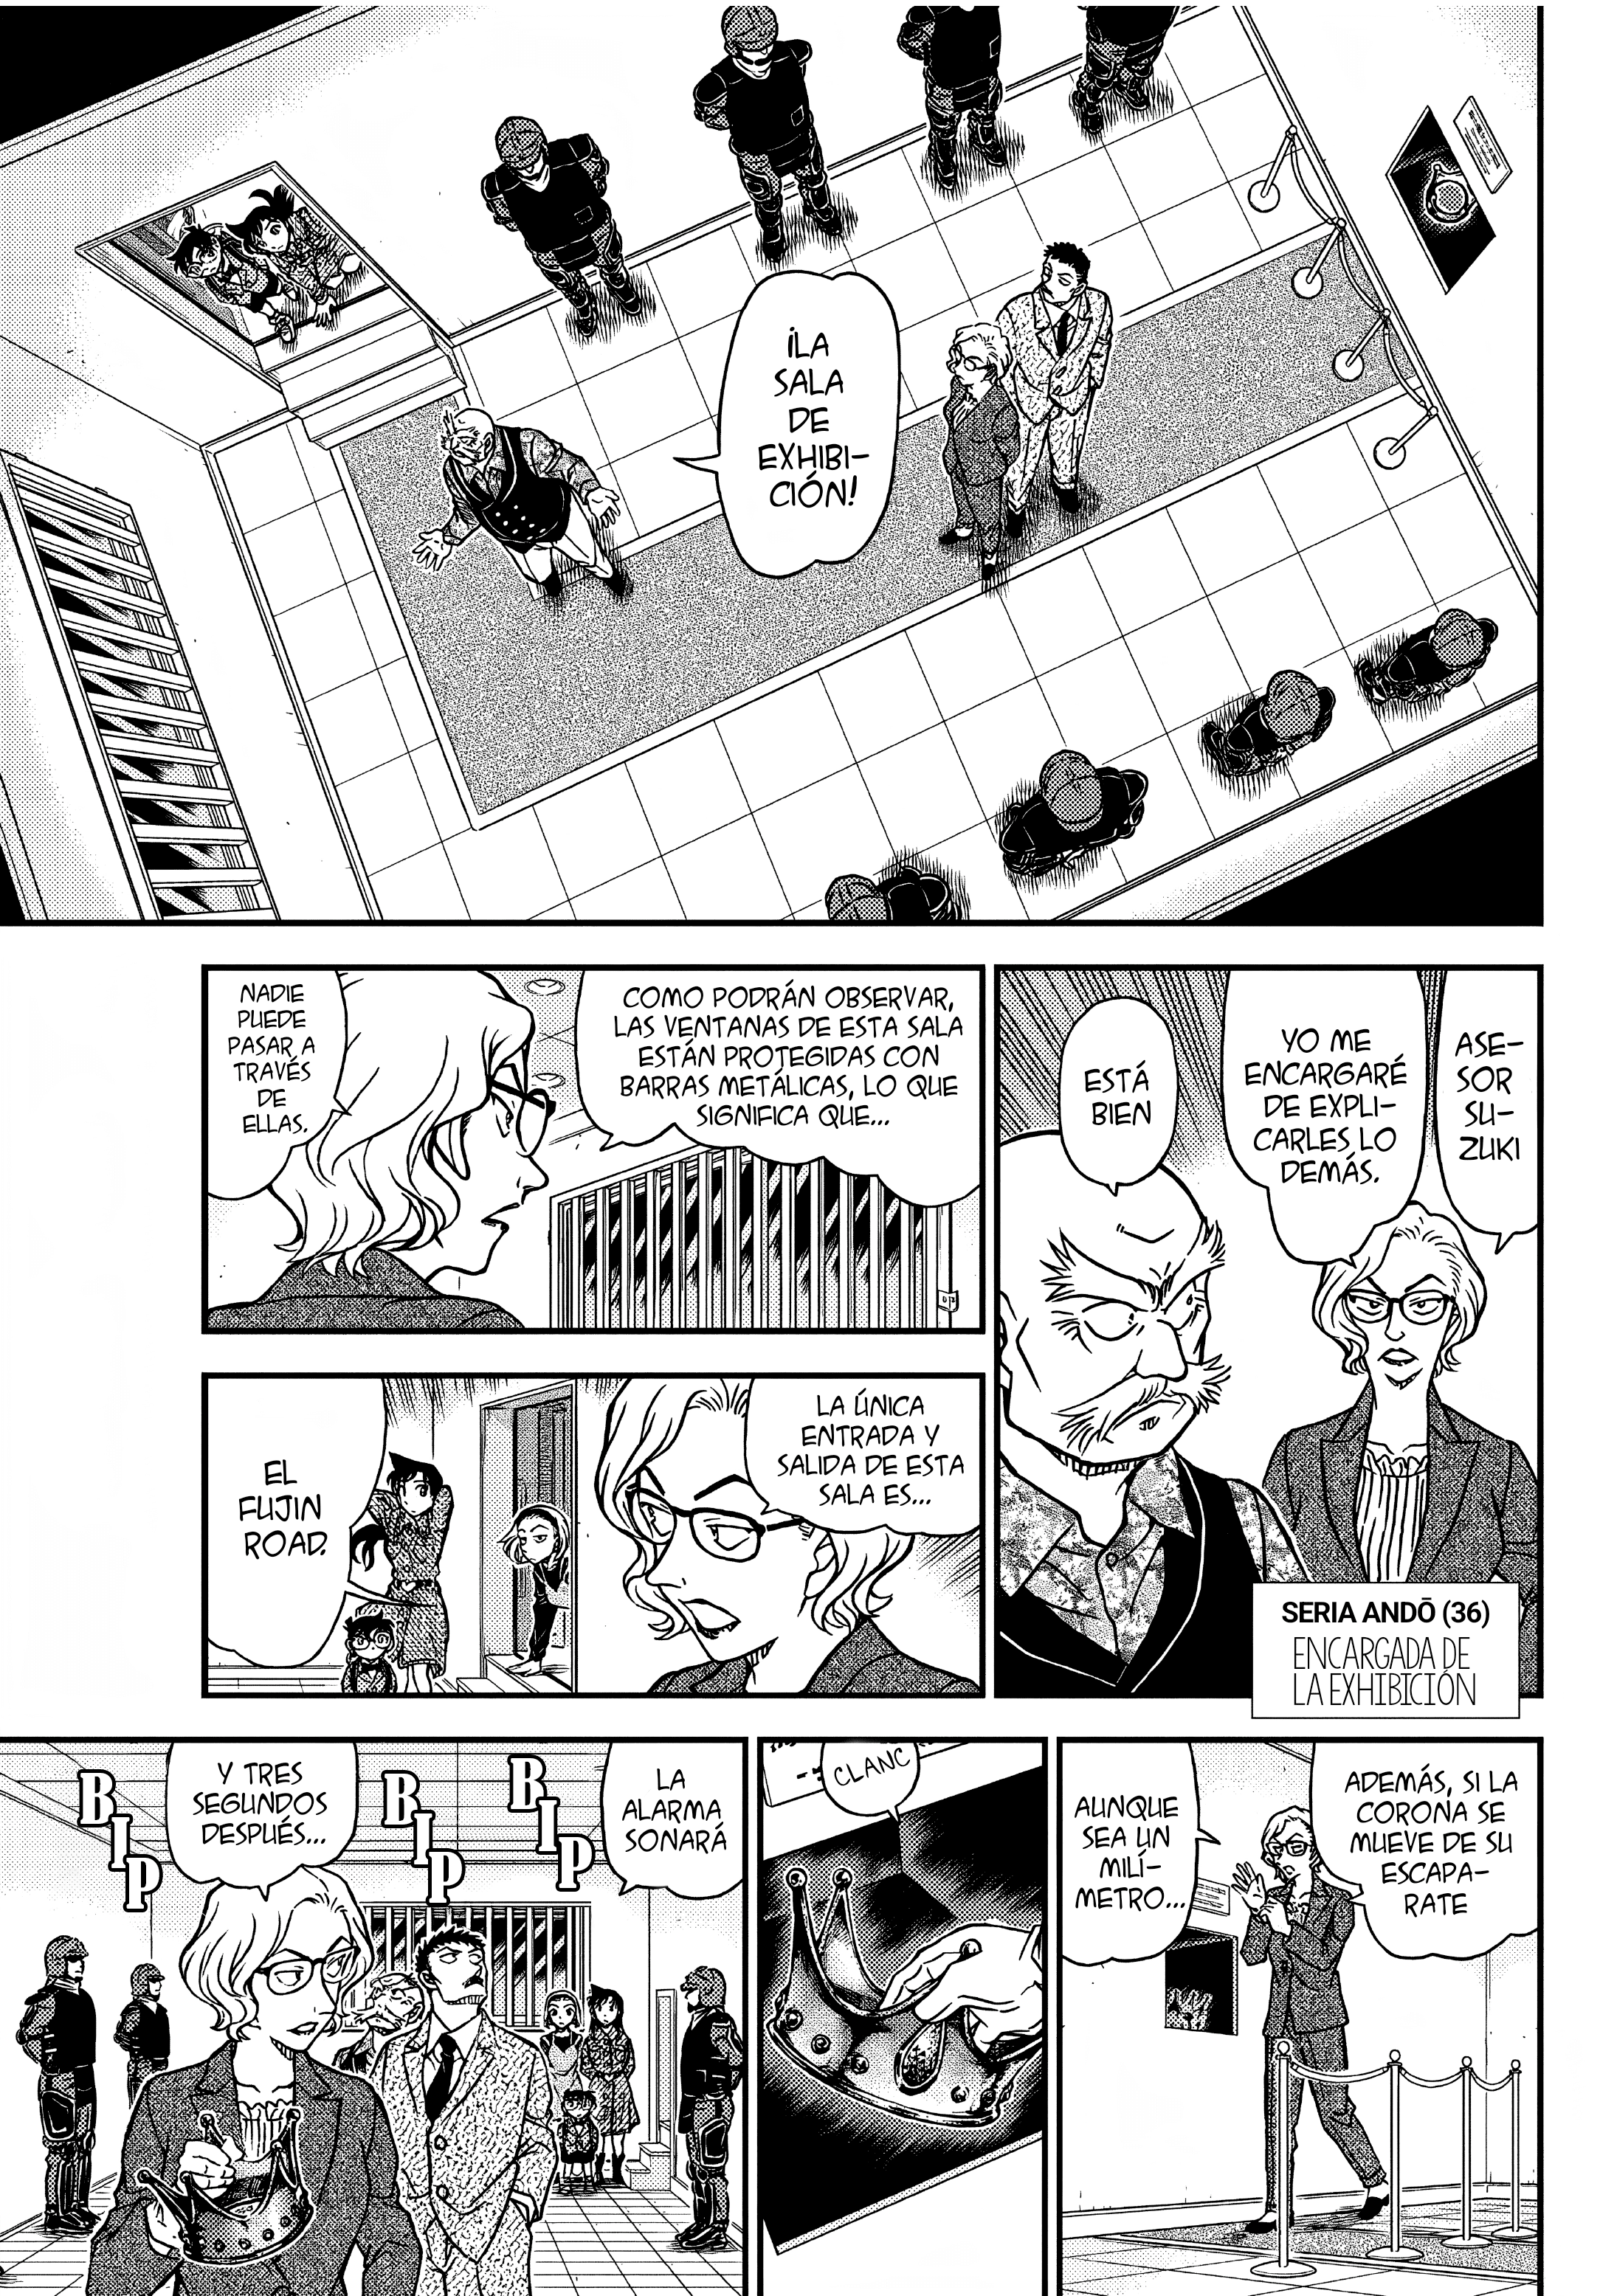 ¡LA
SALA
DE
EXHIBI-
CIÓN!
ASE-
SOR
SU-
ZUKI
YO ME
ENCARGARÉ
DE EXPLI-
CARLES LO
DEMÁS.
ESTÁ
BIEN
SERIA ANDŌ (36)
ENCARGADA DE
LA EXHIBICIÓN
COMO PODRÁN OBSERVAR,
LAS VENTANAS DE ESTA SALA
ESTÁN PROTEGIDAS CON
BARRAS METÁLICAS, LO QUE
SIGNIFICA QUE...
NADIE
PUEDE
PASAR A
TRAVÉS
DE
ELLAS.
LA ÚNICA
ENTRADA Y
SALIDA DE ESTA
SALA ES...
EL
FUJIN
ROAD.
ADEMÁS, SI LA
CORONA SE
MUEVE DE SU
ESCAPA-
RATE
AUNQUE
SEA UN
MILÍ-
METRO...
CLANC
LA
ALARMA
SONARÁ
BIP
BIP
Y TRES
SEGUNDOS
DESPUÉS...
BIP